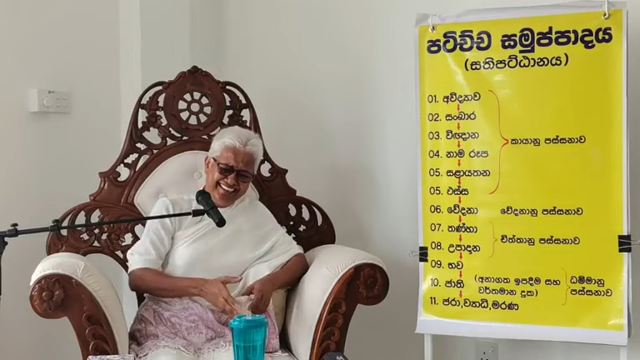 පටිච්ච සමුප්පාදය
(සතිපට්ඨානය)
01. අවිද්‍යාව
02. සංඛාර
03. විඤ්ඤාන
04. නාම රූප
05. සළායතන
05. ඵස්ස
කායානු පස්සනාව
06. වේදනා වේදනානු පස්සනාව
07. තණ්හා
08. උපාදාන
චිත්තානු පස්සනාව
09. භව
10. ජාති (අනාගත ඉපදීම සහ වර්තමාන දුක)
11. ජරා,ව්‍යාධි,මරණ
ධම්මානු පස්සනාව